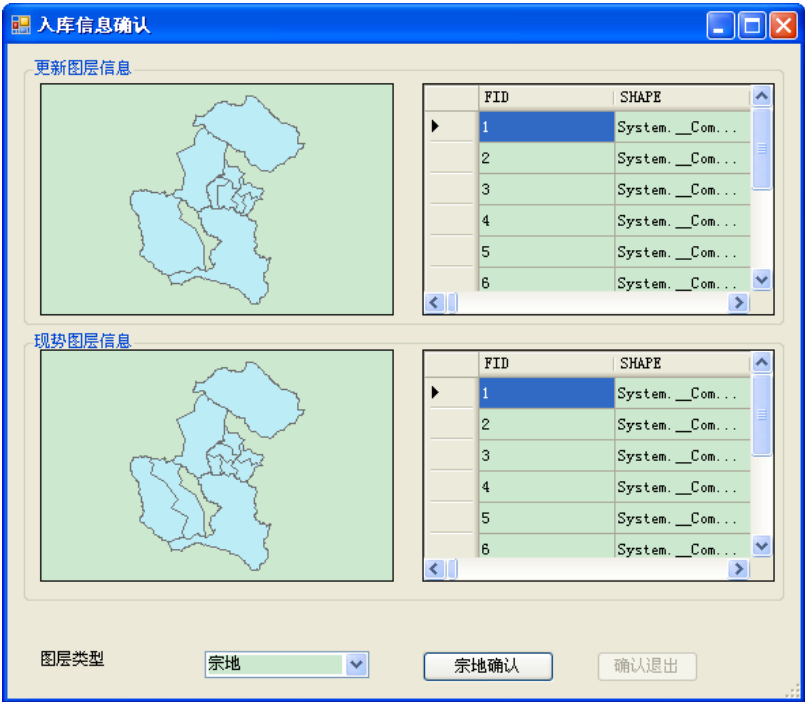 入库信息确认
更新图层信息
FID SHAPE
1 System.__Com...
2 System.__Com...
3 System.__Com...
4 System.__Com...
5 System.__Com...
6 System.__Com...
现势图层信息
FID SHAPE
1 System.__Com...
2 System.__Com...
3 System.__Com...
4 System.__Com...
5 System.__Com...
6 System.__Com...
图层类型 宗地 宗地确认 确认退出